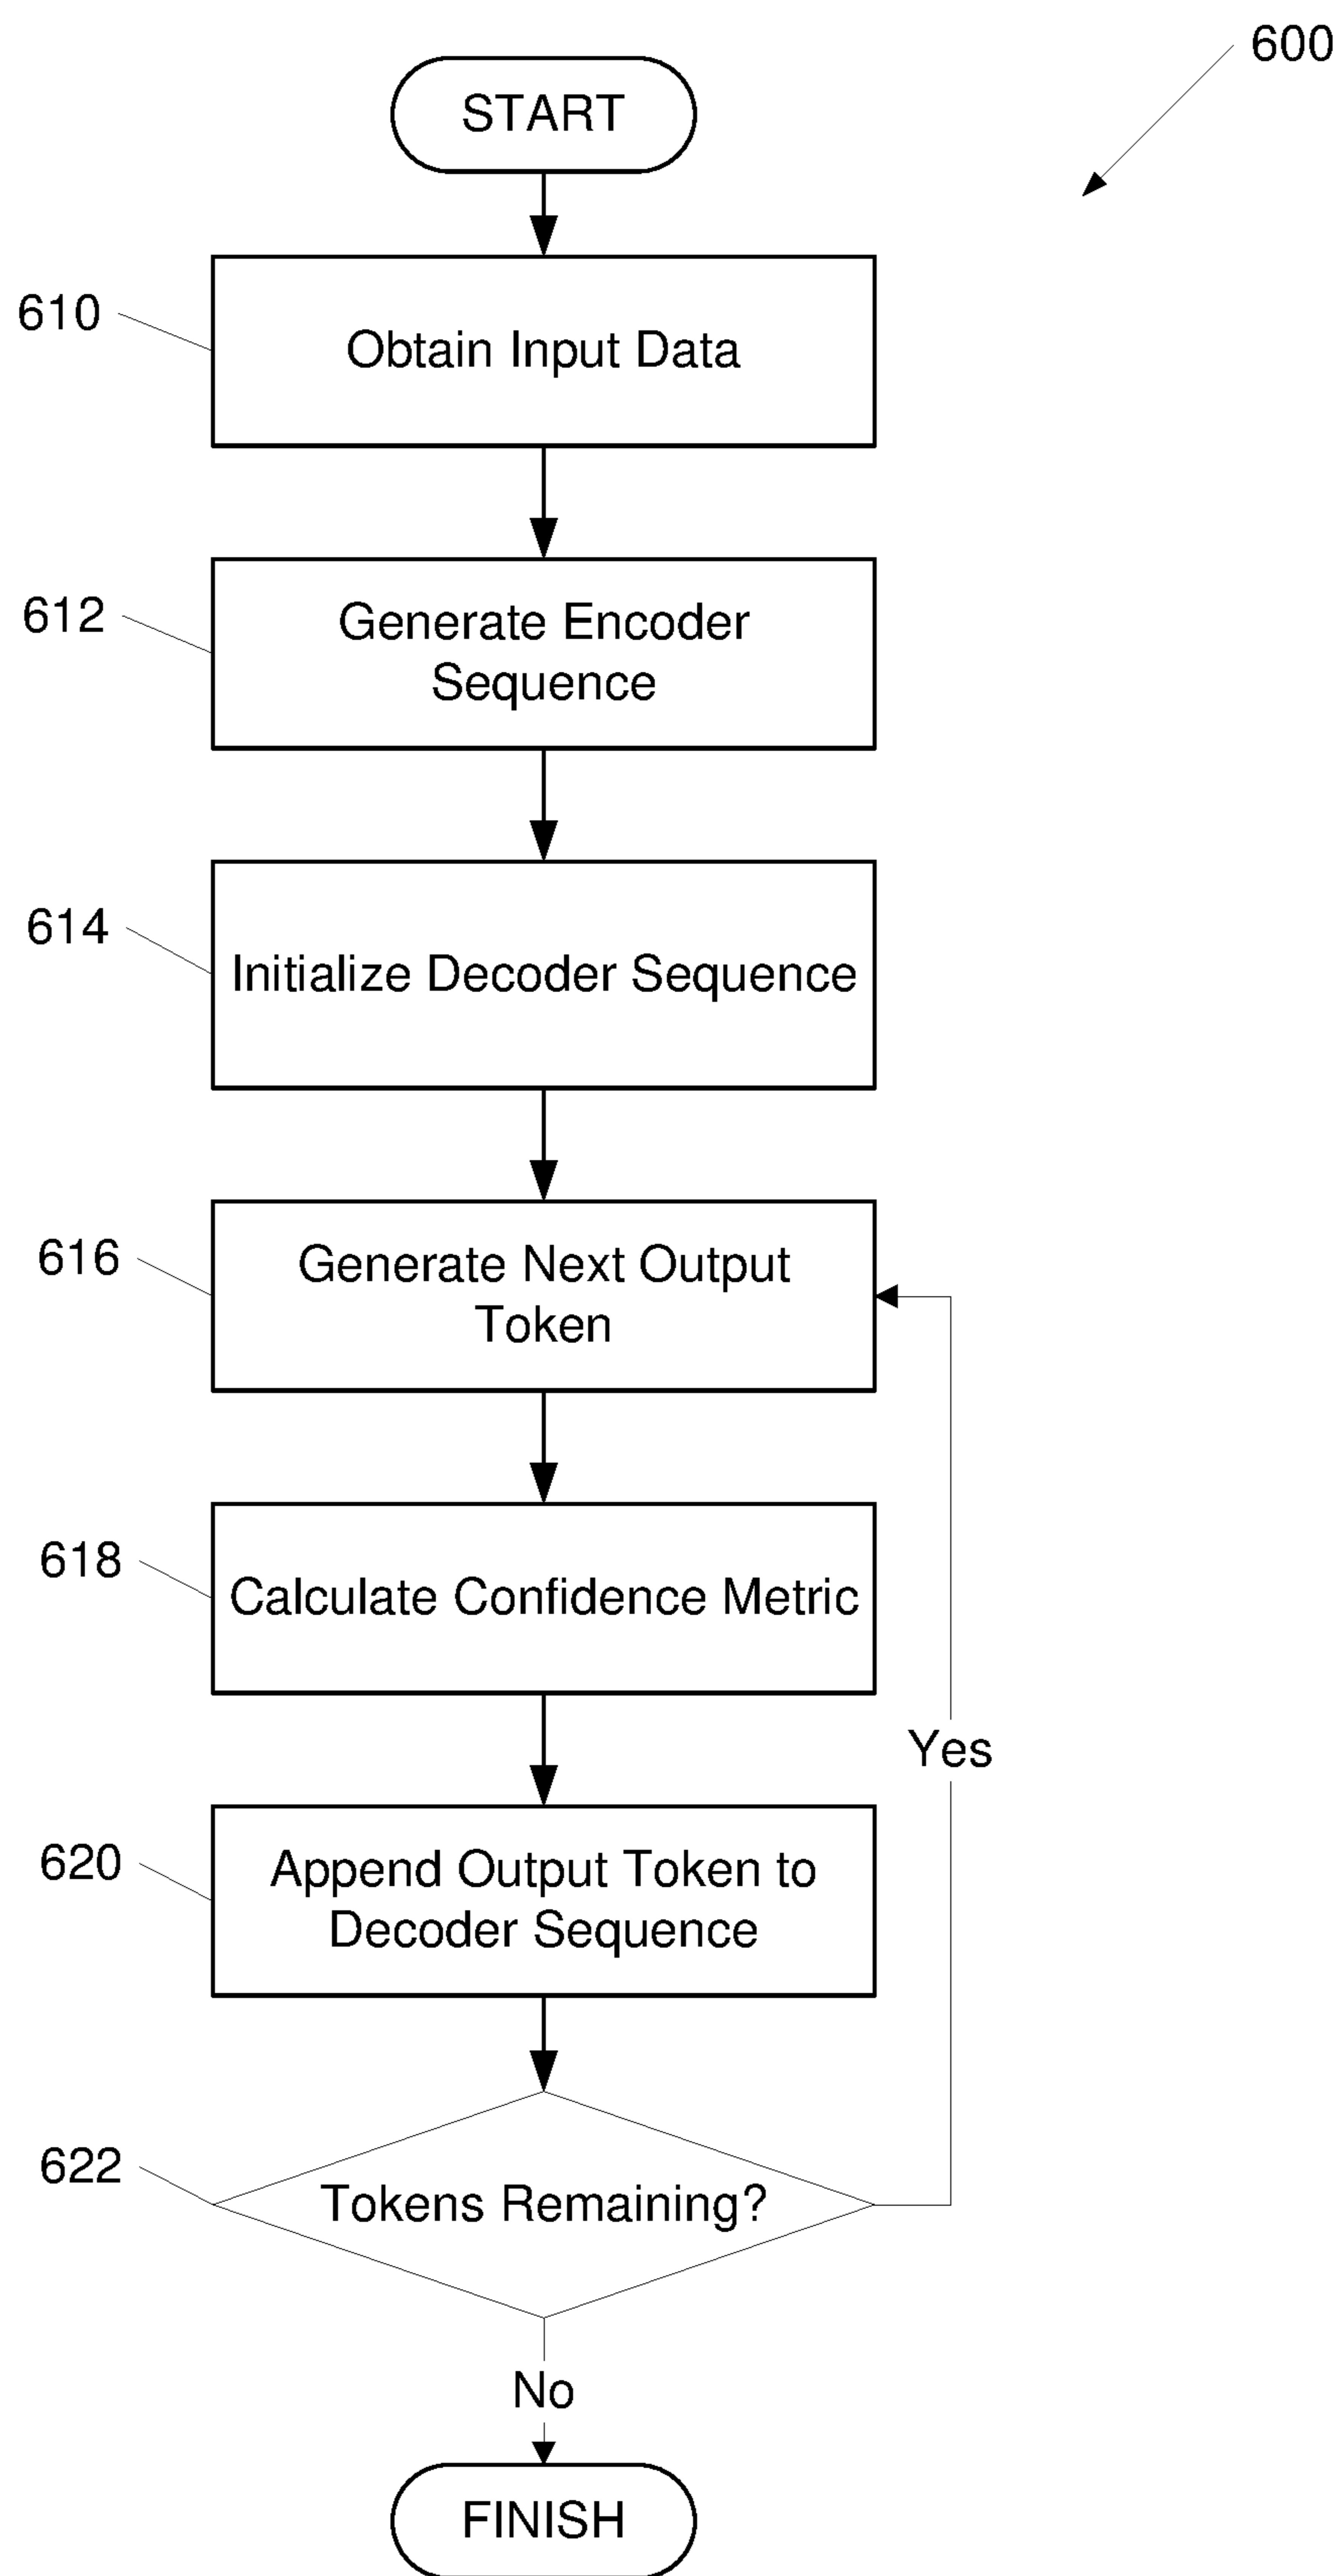 600
START
610
Obtain Input Data
612
Generate Encoder
Sequence
614
Initialize Decoder Sequence
616
Generate Next Output
Token
618
Calculate Confidence Metric
Yes
620
Append Output Token to
Decoder Sequence
622
Tokens Remaining?
No
FINISH